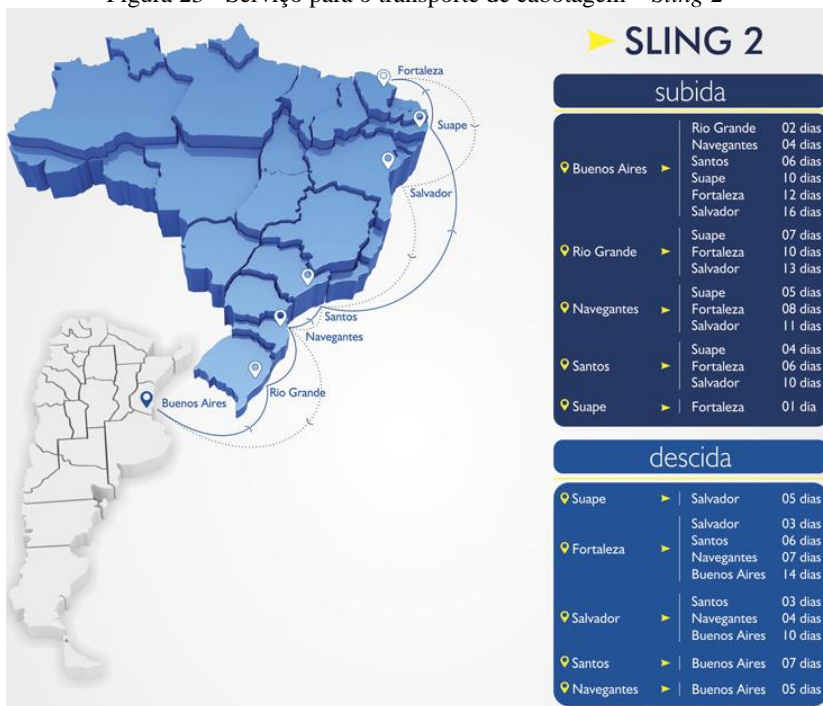 Figura 23 - Serviço para o transporte de cabotagem – Sling 2
Fortaleza
Suape
Salvador
Santos
Navegantes
Rio Grande
Buenos Aires
SLING 2
subida
Buenos Aires
Rio Grande 02 dias
Navegantes 04 dias
Santos 06 dias
Suape 10 dias
Fortaleza 12 dias
Salvador 16 dias
Rio Grande
Suape 07 dias
Fortaleza 10 dias
Salvador 13 dias
Navegantes
Suape 05 dias
Fortaleza 08 dias
Salvador 11 dias
Santos
Suape 04 dias
Fortaleza 06 dias
Salvador 10 dias
Suape Fortaleza 01 dia
descida
Suape Salvador 05 dias
Fortaleza
Salvador 03 dias
Santos 06 dias
Navegantes 07 dias
Buenos Aires 14 dias
Salvador
Santos 03 dias
Navegantes 04 dias
Buenos Aires 10 dias
Santos Buenos Aires 07 dias
Navegantes Buenos Aires 05 dias